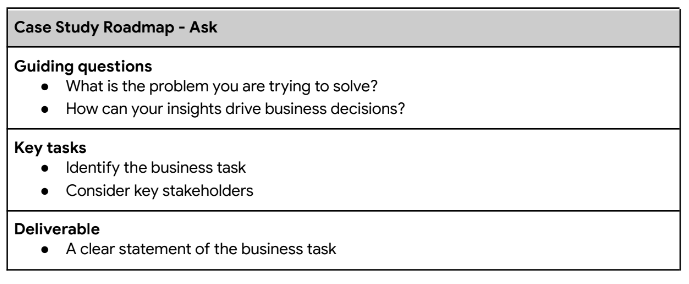 Case Study Roadmap - Ask
Guiding questions
● What is the problem you are trying to solve?
● How can your insights drive business decisions?
Key tasks
● Identify the business task
● Consider key stakeholders
Deliverable
● A clear statement of the business task